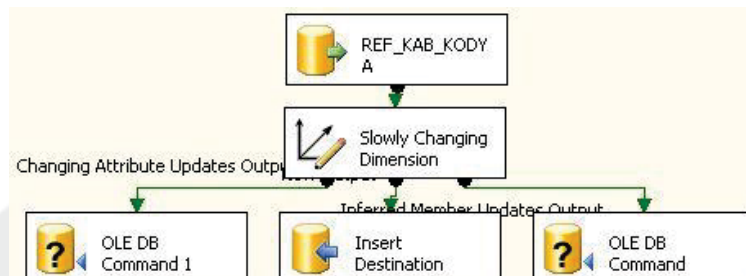 REF_KAB_KODY
A
Slowly Changing
Dimension
Changing Attribute Updates Outp
Output
Inferred Member Updates Output
OLE DB
Command 1
Insert
Destination
OLE DB
Command